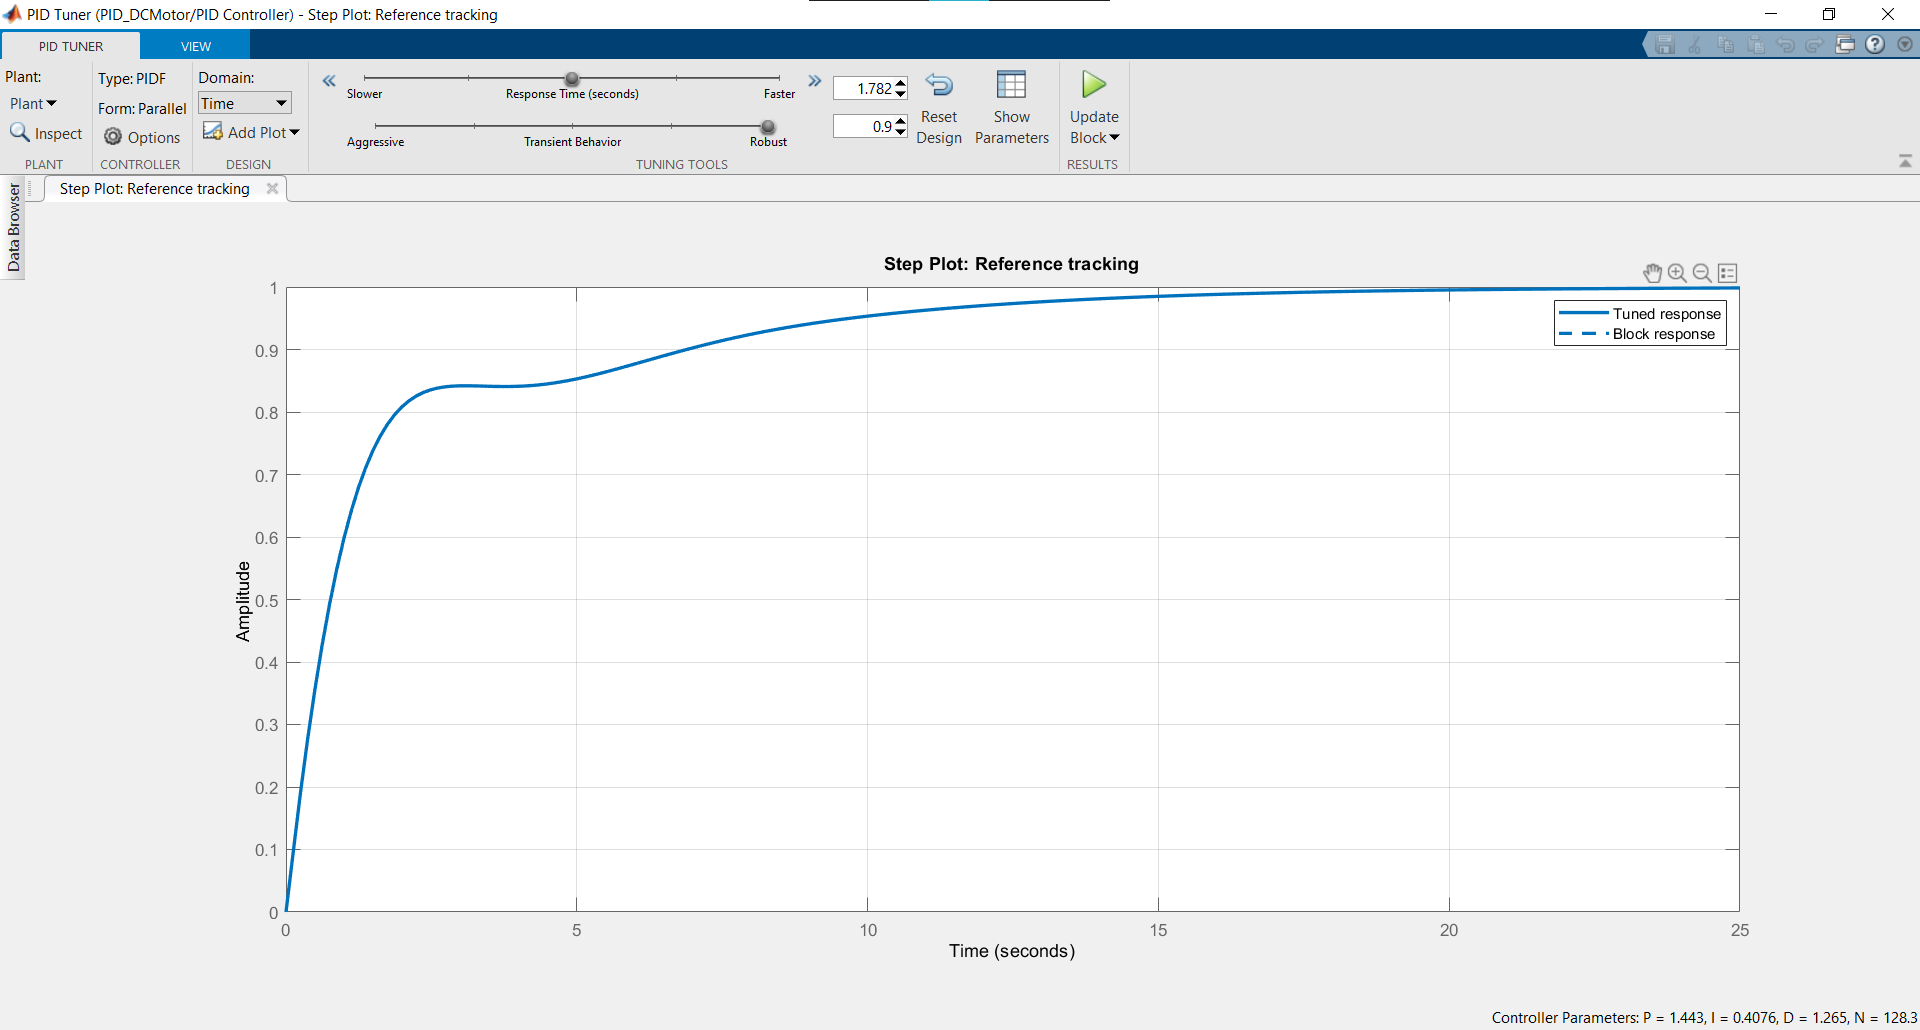 PID Tuner (PID_DCMotor/PID Controller) - Step Plot: Reference tracking
PID TUNER
VIEW
Plant:
Plant
Inspect
PLANT
Type: PIDF
Form: Parallel
Options
CONTROLLER
Domain:
Time
Add Plot
DESIGN
Slower
Response Time (seconds)
Faster
1.782
Aggressive
Transient Behavior
Robust
0.9
Reset
Design
Show
Parameters
TUNING TOOLS
Update
Block
RESULTS
Data Browser
Step Plot: Reference tracking
Step Plot: Reference tracking
Tuned response
Block response
1
0.9
0.8
0.7
0.6
0.5
0.4
0.3
0.2
0.1
0
Amplitude
0
5
10
15
20
25
Time (seconds)
Controller Parameters: P = 1.443, I = 0.4076, D = 1.265, N = 128.3